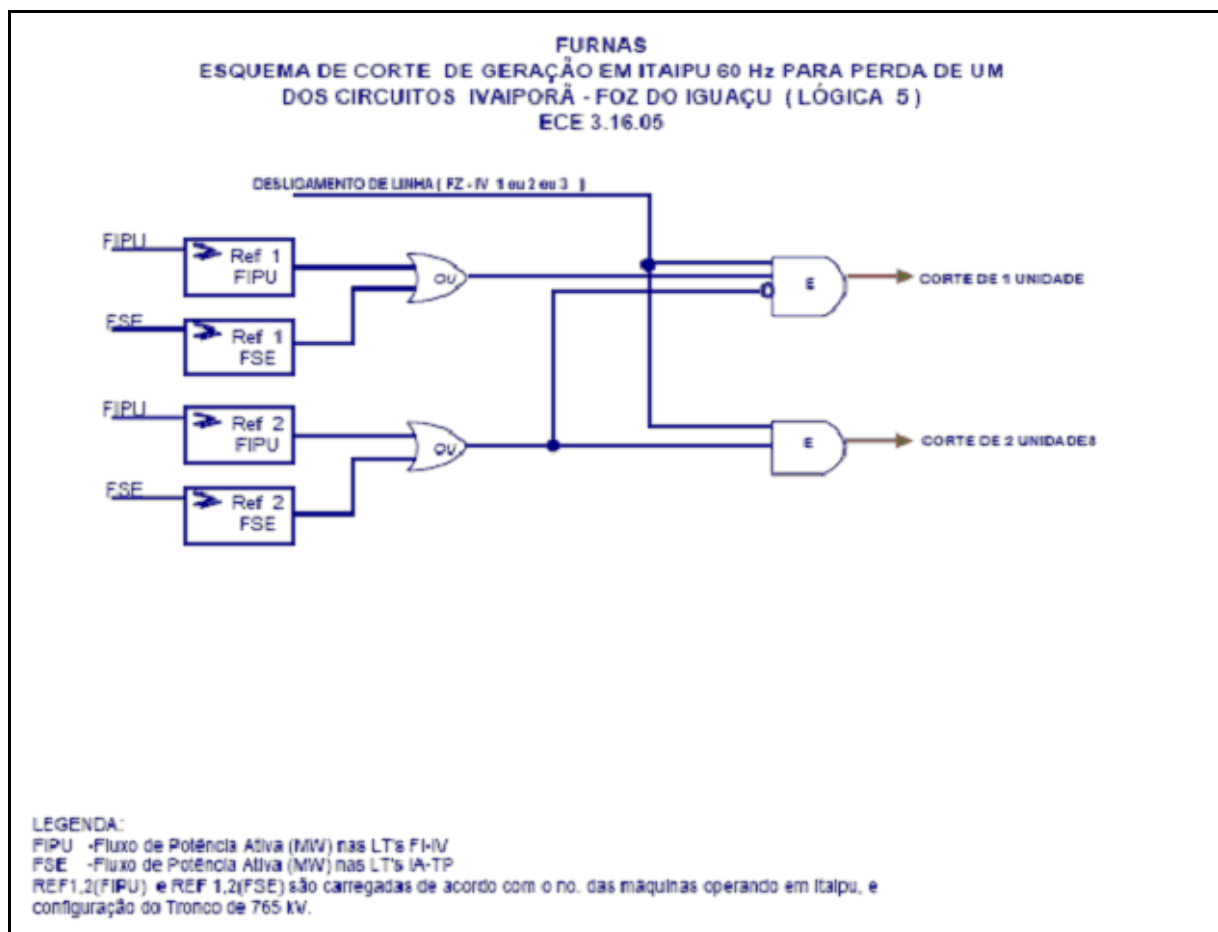 FURNAS
ESQUEMA DE CORTE DE GERAÇÃO EM ITAIPU 60 Hz PARA PERDA DE UM
DOS CIRCUITOS IVAIPORÃ - FOZ DO IGUAÇU ( LÓGICA 5 )
ECE 3.16.05
DESLIGAMENTO DE LINHA ( FZ - IV 1 ou 2 ou 3 )
FIPU
> Ref 1
FIPU
OU
E
CORTE DE 1 UNIDADE
FSE
> Ref 1
FSE
FIPU
> Ref 2
FIPU
OU
E
CORTE DE 2 UNIDADES
FSE
> Ref 2
FSE
LEGENDA:
FIPU -Fluxo de Potência Ativa (MW) nas LT's FI-IV
FSE -Fluxo de Potência Ativa (MW) nas LT's IA-TP
REF1,2(FIPU) e REF 1,2(FSE) são carregadas de acordo com o no. das máquinas operando em Itaipu, e
configuração do Tronco de 765 kV.